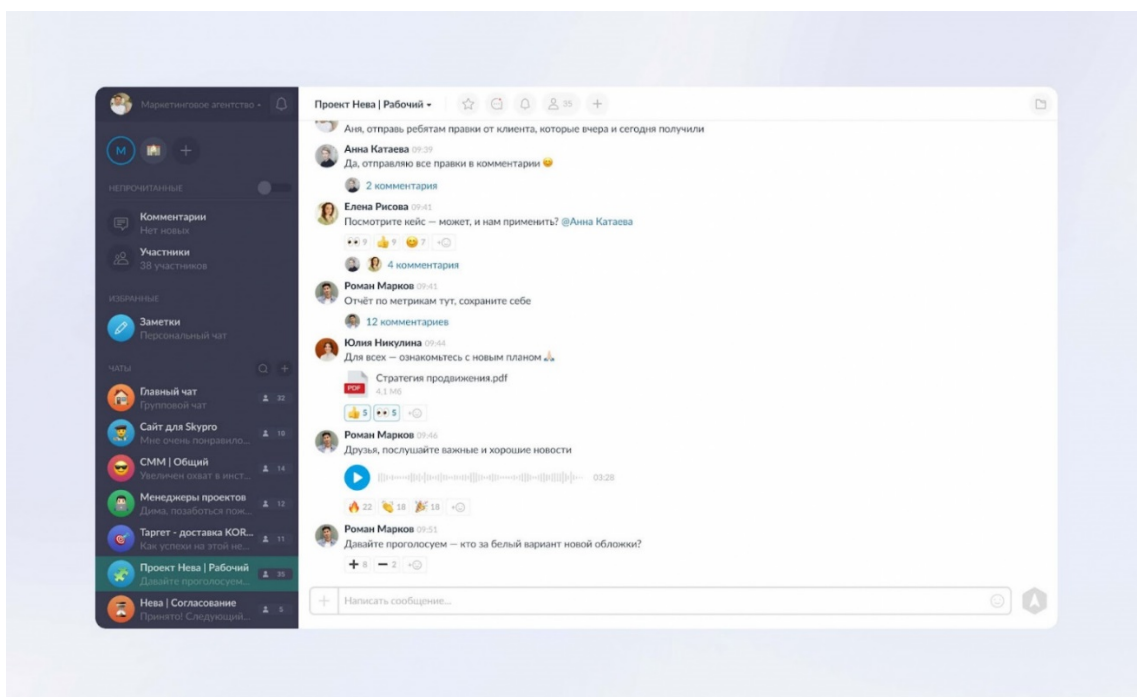 Маркетинговое агентство
М
НЕПРОЧИТАННЫЕ
Комментарии
Нет новых
Участники
38 участников
ИЗБРАННЫЕ
Заметки
Персональный чат
ЧАТЫ
Главный чат
32
Групповой чат
Сайт для Skypro
10
Мне очень понравило...
СММ | Общий
14
Увеличен охват в инст...
Менеджеры проектов
12
Дима, позаботься пож...
Таргет - доставка KOR...
11
Как успехи на этой не...
Проект Нева | Рабочий
35
Давайте проголосуем...
Нева | Согласование
5
Принято! Следующий...
Проект Нева | Рабочий
35
Аня, отправь ребятам правки от клиента, которые вчера и сегодня получили
Анна Катаева 09:39
Да, отправляю все правки в комментарии
2 комментария
Елена Рисова 09:41
Посмотрите кейс — может, и нам применить? @Анна Катаева
9 9 7
4 комментария
Роман Марков 09:41
Отчёт по метрикам тут, сохраните себе
12 комментариев
Юлия Никулина 09:44
Для всех — ознакомьтесь с новым планом
PDF
Стратегия продвижения.pdf
4.1 Мб
5 5
Роман Марков 09:46
Друзья, послушайте важные и хорошие новости
03:28
22 18 18
Роман Марков 09:51
Давайте проголосуем — кто за белый вариант новой обложки?
+ 8 − 2
Написать сообщение...